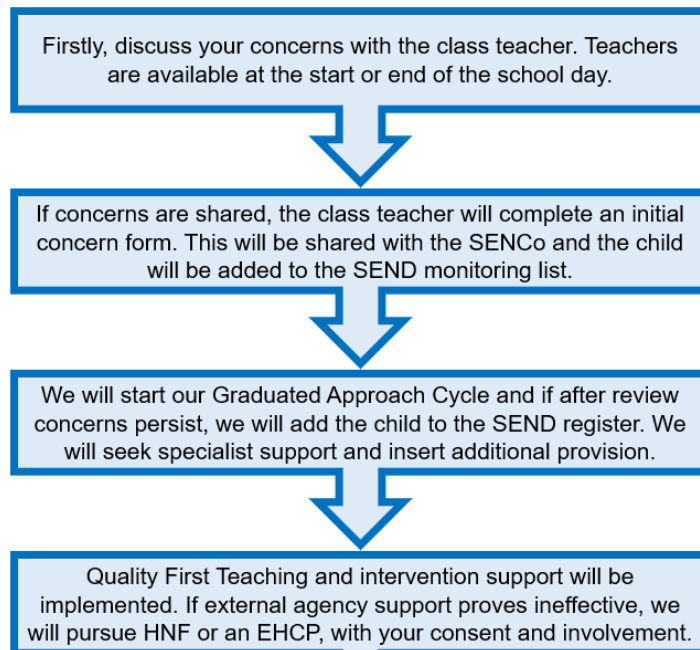 Firstly, discuss your concerns with the class teacher. Teachers
are available at the start or end of the school day.
If concerns are shared, the class teacher will complete an initial
concern form. This will be shared with the SENCo and the child
will be added to the SEND monitoring list.
We will start our Graduated Approach Cycle and if after review
concerns persist, we will add the child to the SEND register. We
will seek specialist support and insert additional provision.
Quality First Teaching and intervention support will be
implemented. If external agency support proves ineffective, we
will pursue HNF or an EHCP, with your consent and involvement.